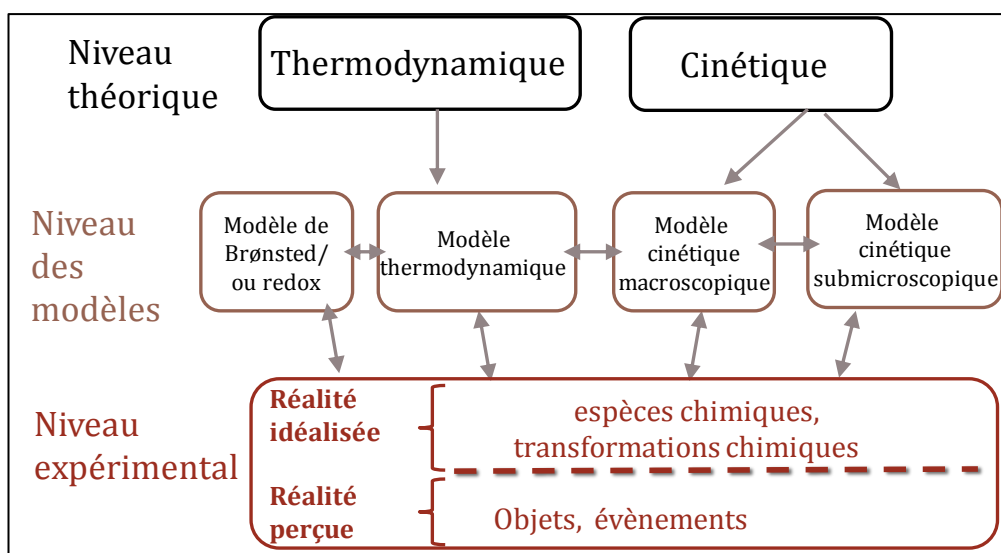 Niveau
théorique
Thermodynamique
Cinétique
Niveau
des
modèles
Modèle de
Brønsted/
ou redox
Modèle
thermodynamique
Modèle
cinétique
macroscopique
Modèle
cinétique
submicroscopique
Niveau
expérimental
Réalité
idéalisée
espèces chimiques,
transformations chimiques
Réalité
perçue
Objets, évènements